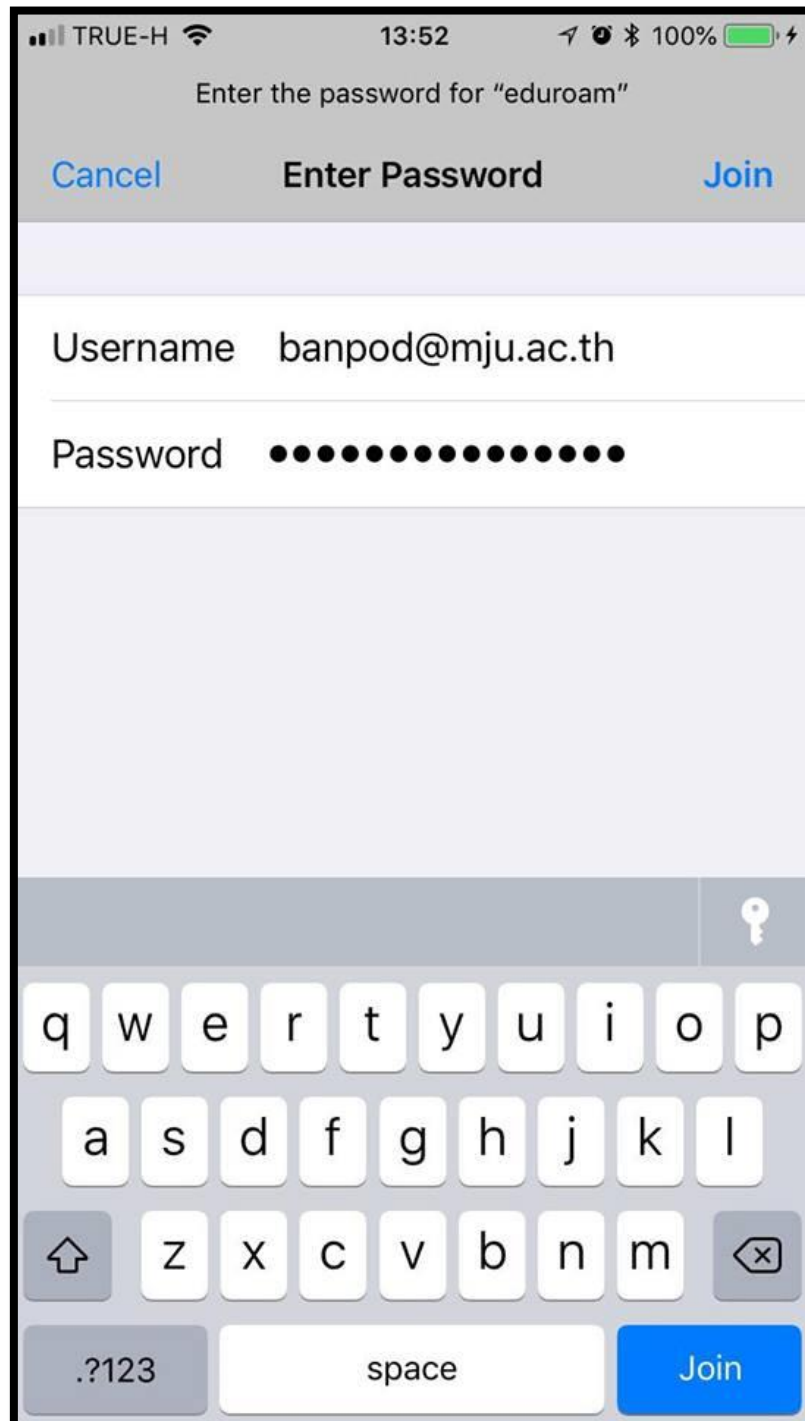 TRUE-H 13:52 100%
Enter the password for “eduroam”
Cancel Enter Password Join
Username banpod@mju.ac.th
Password ●●●●●●●●●●●●●●●
q w e r t y u i o p
a s d f g h j k l
z x c v b n m
.?123 space Join